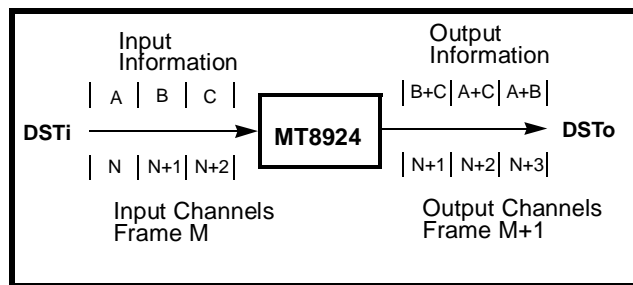 Input
Information
Output
Information
A B C
B+C A+C A+B
DSTi
MT8924
DSTo
N N+1 N+2
N+1 N+2 N+3
Input Channels
Frame M
Output Channels
Frame M+1